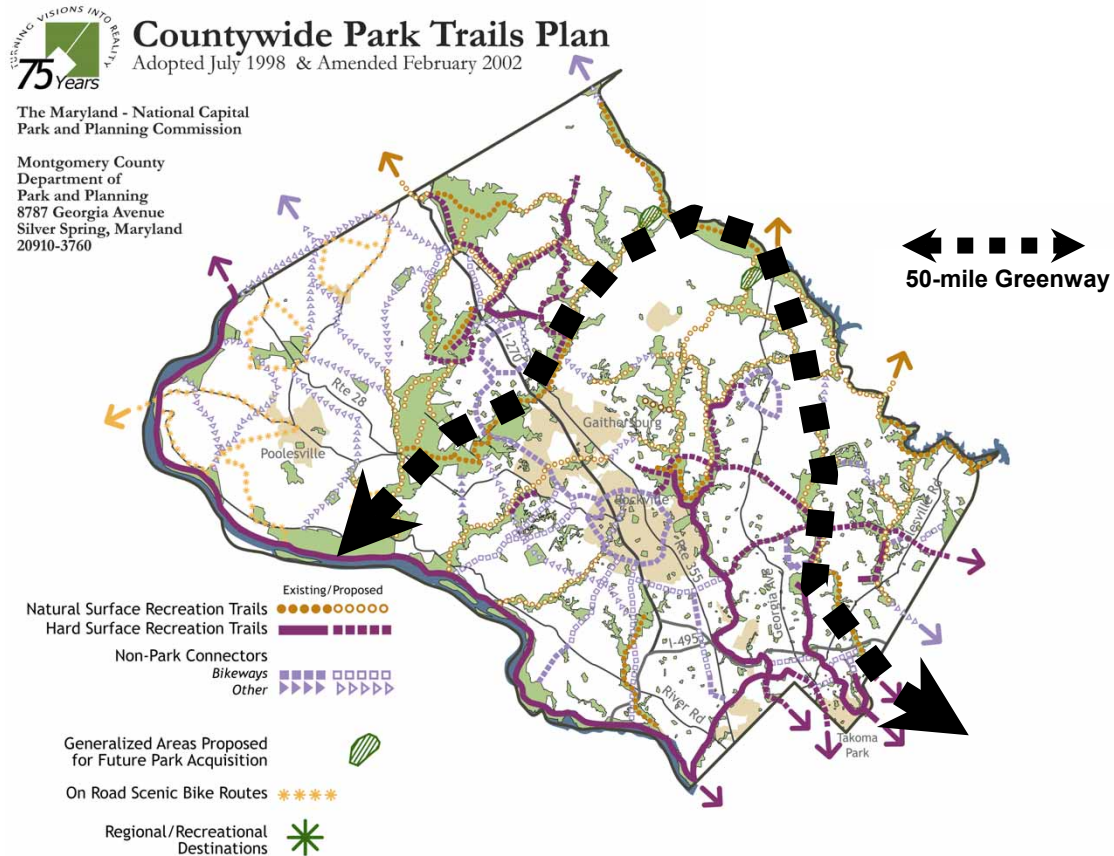 TURNING VISIONS INTO REALITY
75 Years
Countywide Park Trails Plan
Adopted July 1998 & Amended February 2002
The Maryland - National Capital
Park and Planning Commission
Montgomery County
Department of
Park and Planning
8787 Georgia Avenue
Silver Spring, Maryland
20910-3760
50-mile Greenway
I-270
Rte 28
Gaithersburg
Poolesville
Rockville
Rte 355
Georgia AVE
I-495
River Rd
Takoma
Park
Existing/Proposed
Natural Surface Recreation Trails
Hard Surface Recreation Trails
Non-Park Connectors
Bikeways
Other
Generalized Areas Proposed
for Future Park Acquisition
On Road Scenic Bike Routes
Regional/Recreational
Destinations